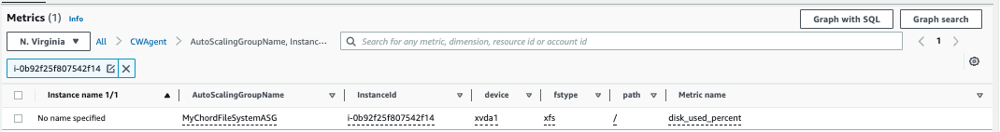 Metrics (1) Info
Graph with SQL
Graph search
N. Virginia
All
CWAgent
AutoScalingGroupName, Instanc...
Search for any metric, dimension, resource id or account id
1
i-0b92f25f807542f14
Instance name 1/1 AutoScalingGroupName InstanceId device fstype path Metric name
No name specified MyChordFileSystemASG i-0b92f25f807542f14 xvda1 xfs / disk_used_percent